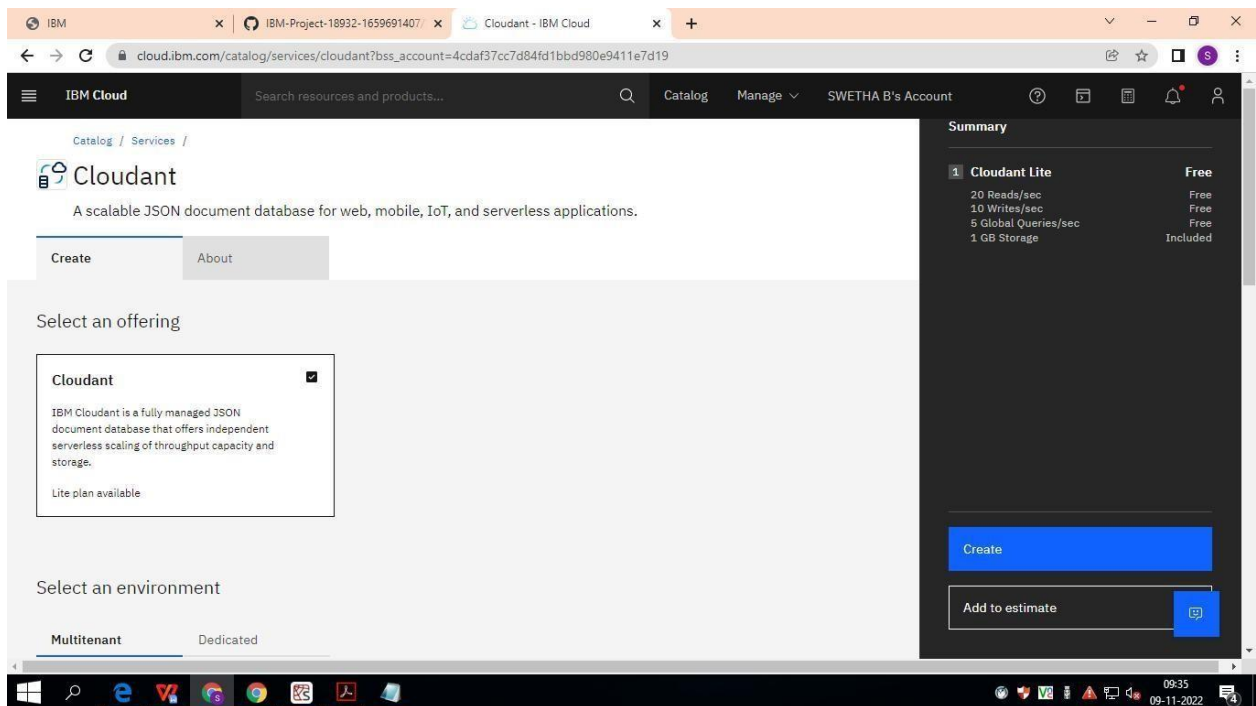 IBM
IBM-Project-18932-1659691407/
Cloudant - IBM Cloud
cloud.ibm.com/catalog/services/cloudant?bss_account=4cdaf37cc7d84fd1bbd980e9411e7d19
S
IBM Cloud
Search resources and products...
Catalog
Manage
SWETHA B's Account
Catalog / Services /
Cloudant
A scalable JSON document database for web, mobile, IoT, and serverless applications.
Create
About
Select an offering
Cloudant
IBM Cloudant is a fully managed JSON
document database that offers independent
serverless scaling of throughput capacity and
storage.
Lite plan available
Select an environment
Multitenant
Dedicated
Summary
1 Cloudant Lite Free
20 Reads/sec Free
10 Writes/sec Free
5 Global Queries/sec Free
1 GB Storage Included
Create
Add to estimate
09:35
09-11-2022
4